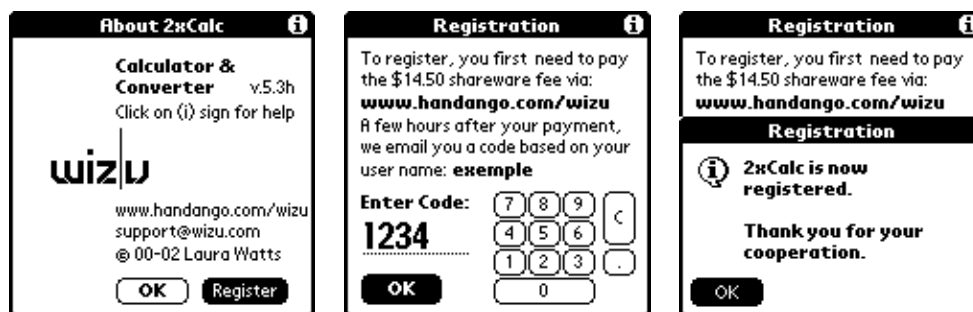 About 2xCalc
Calculator &
Converter v.5.3h
Click on (i) sign for help
wizu
www.handango.com/wizu
support@wizu.com
© 00-02 Laura Watts
OK Register
Registration
To register, you first need to pay
the $14.50 shareware fee via:
www.handango.com/wizu
A few hours after your payment,
we email you a code based on your
user name: exemple
Enter Code:
1234
7 8 9 C
4 5 6
1 2 3 .
0
OK
Registration
To register, you first need to pay
the $14.50 shareware fee via:
www.handango.com/wizu
Registration
2xCalc is now
registered.
Thank you for your
cooperation.
OK